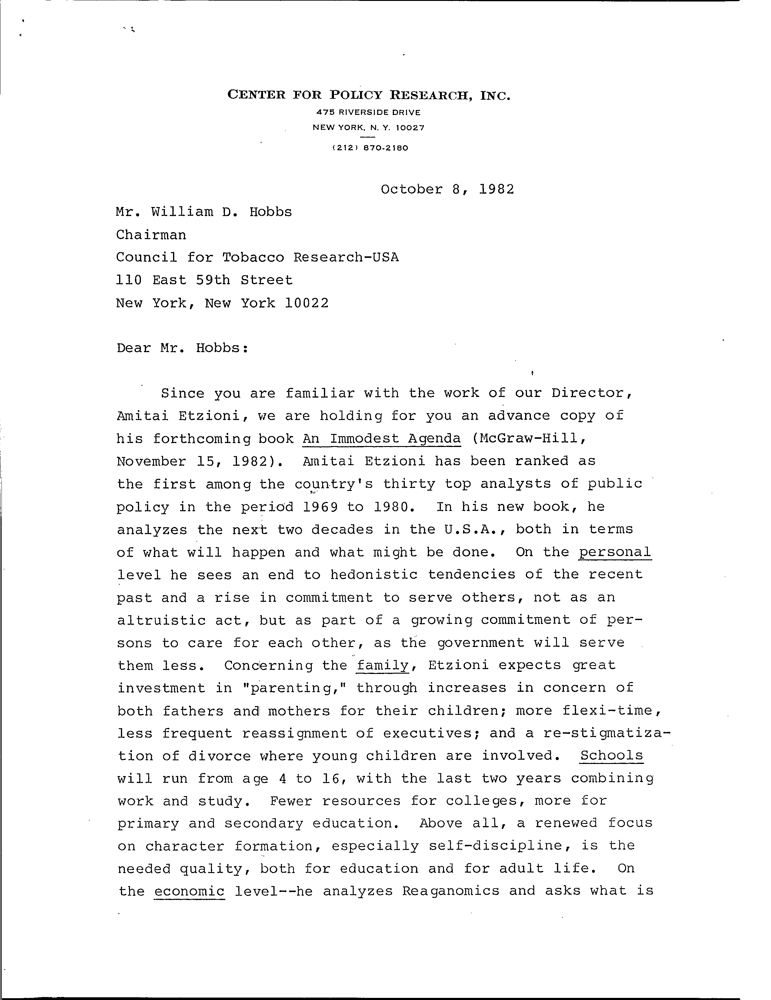 CENTER FOR POLICY RESEARCH, INC.
475 RIVERSIDE DRIVE
NEW YORK, N. Y. 10027
(212) 870-2180
October 8, 1982
Mr. William D. Hobbs
Chairman
Council for Tobacco Research-USA
110 East 59th Street
New York, New York 10022
Dear Mr. Hobbs:
Since you are familiar with the work of our Director,
Amitai Etzioni, we are holding for you an advance copy of
his forthcoming book An Immodest Agenda (McGraw-Hill,
November 15, 1982). Amitai Etzioni has been ranked as
the first among the country's thirty top analysts of public
policy in the period 1969 to 1980. In his new book, he
analyzes the next two decades in the U.S.A., both in terms
of what will happen and what might be done. On the personal
level he sees an end to hedonistic tendencies of the recent
past and a rise in commitment to serve others, not as an
altruistic act, but as part of a growing commitment of per-
sons to care for each other, as the government will serve
them less. Concerning the family, Etzioni expects great
investment in "parenting," through increases in concern of
both fathers and mothers for their children; more flexi-time,
less frequent reassignment of executives; and a re-stigmatiza-
tion of divorce where young children are involved. Schools
will run from age 4 to 16, with the last two years combining
work and study. Fewer resources for colleges, more for
primary and secondary education. Above all, a renewed focus
on character formation, especially self-discipline, is the
needed quality, both for education and for adult life. On
the economic level--he analyzes Reaganomics and asks what is